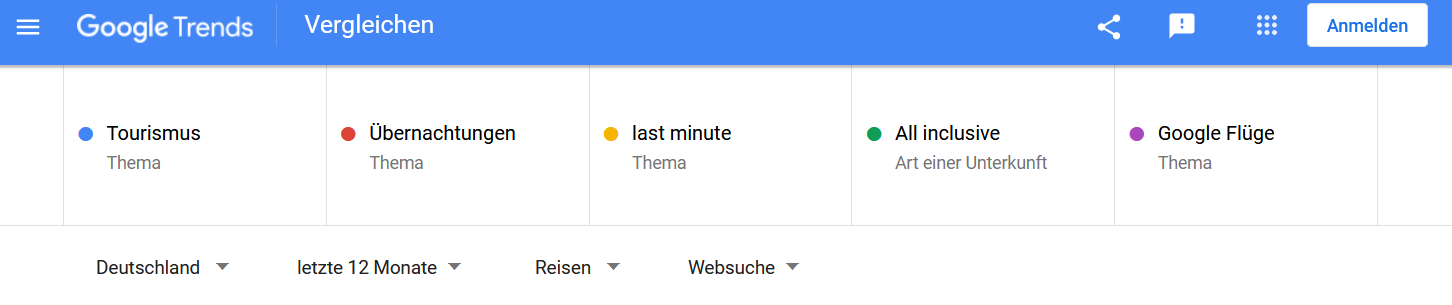 Google Trends Vergleichen Anmelden
Tourismus Übernachtungen last minute All inclusive Google Flüge
Thema Thema Thema Art einer Unterkunft Thema
Deutschland letzte 12 Monate Reisen Websuche